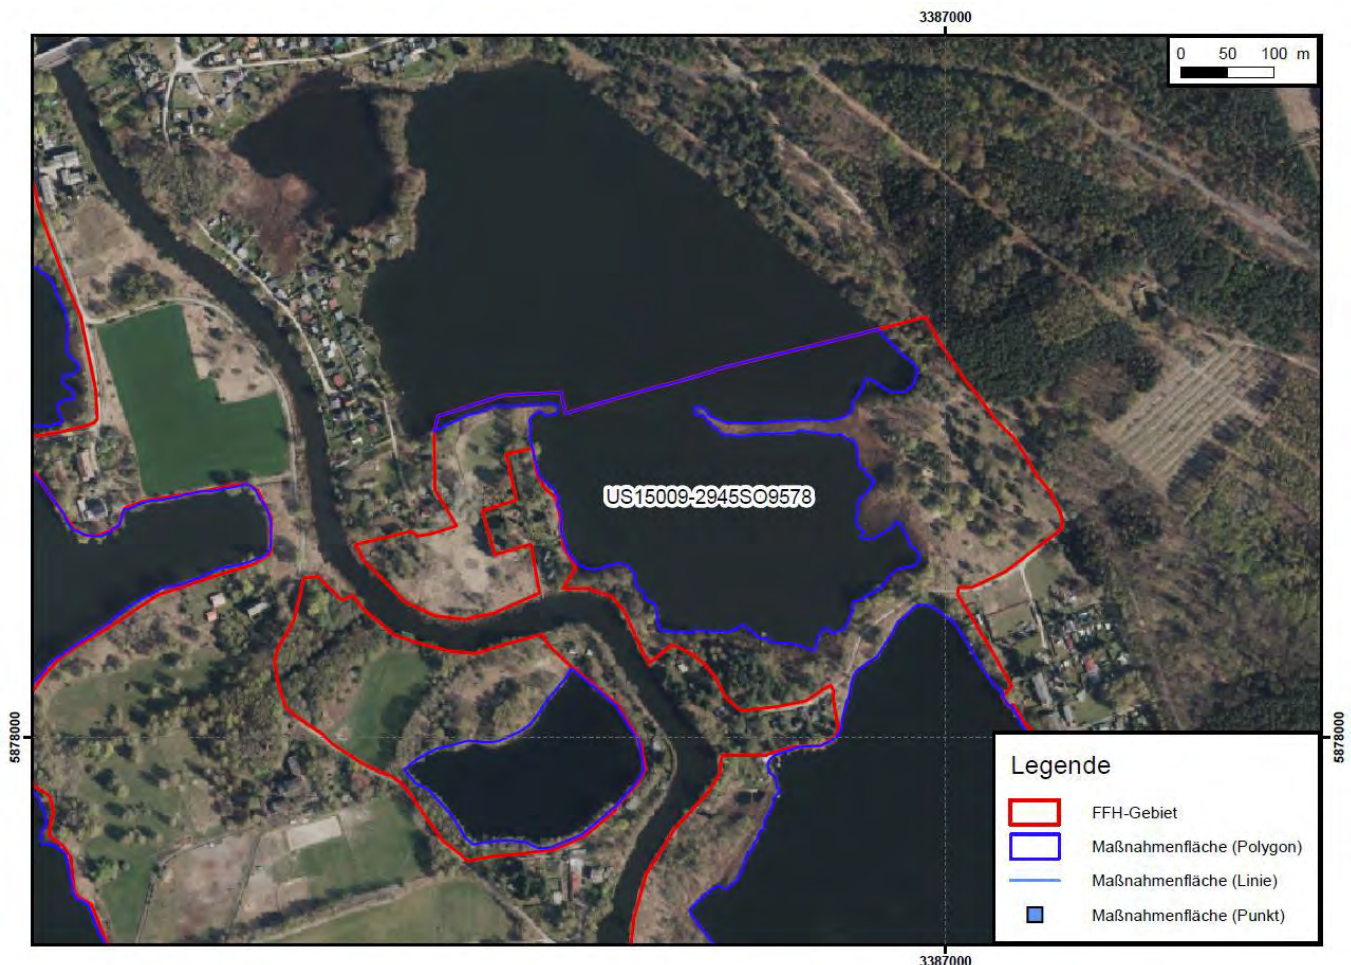 3387000
0 50 100 m
US15009-2945SO9578
5878000
5878000
Legende
FFH-Gebiet
Maßnahmenfläche (Polygon)
Maßnahmenfläche (Linie)
Maßnahmenfläche (Punkt)
3387000